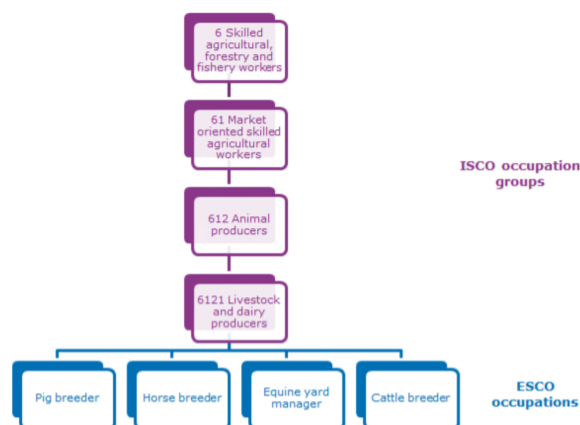 6 Skilled
agricultural,
forestry and
fishery workers
61 Market
oriented skilled
agricultural
workers
ISCO occupation
groups
612 Animal
producers
6121 Livestock
and dairy
producers
Pig breeder
Horse breeder
Equine yard
manager
Cattle breeder
ESCO
occupations